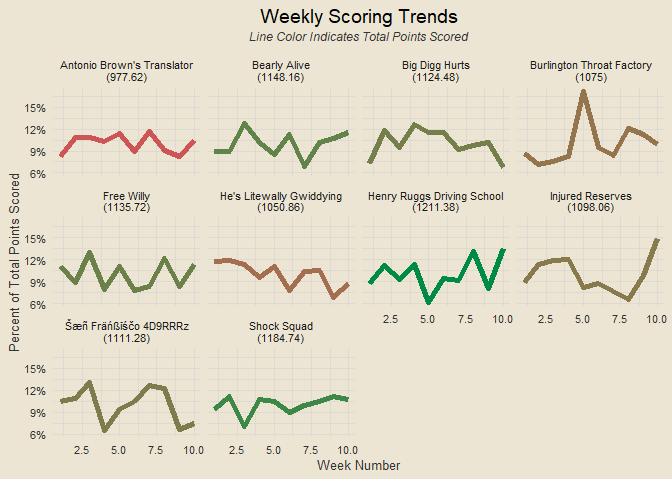 Weekly Scoring Trends
Line Color Indicates Total Points Scored
Antonio Brown's Translator
(977.62)
Bearly Alive
(1148.16)
Big Digg Hurts
(1124.48)
Burlington Throat Factory
(1075)
15%
12%
9%
6%
Free Willy
(1135.72)
He's Litewally Gwiddying
(1050.86)
Henry Ruggs Driving School
(1211.38)
Injured Reserves
(1098.06)
15%
12%
9%
6%
2.5 5.0 7.5 10.0
2.5 5.0 7.5 10.0
Šæñ Fráńßïśčo 4D9RRRz
(1111.28)
Shock Squad
(1184.74)
15%
12%
9%
6%
2.5 5.0 7.5 10.0
2.5 5.0 7.5 10.0
Percent of Total Points Scored
Week Number